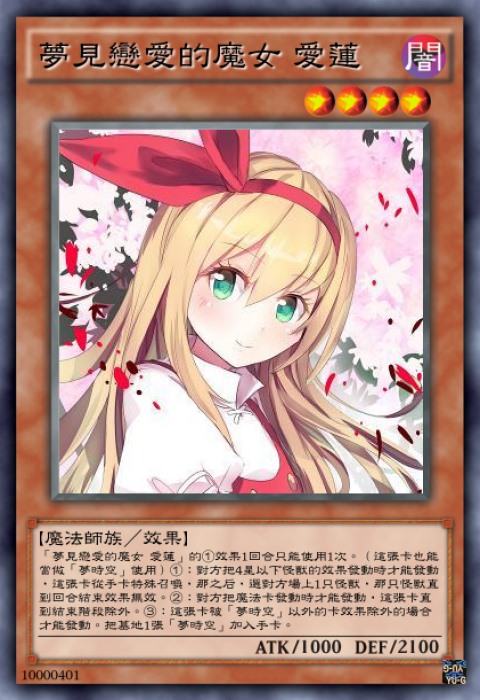 夢見戀愛的魔女 愛蓮
闇
[魔法師族／效果]
「夢見戀愛的魔女 愛蓮」的①效果1回合只能使用1次。（這張卡也能
當做「夢時空」使用）①：對方把4星以下怪獸的效果發動時才能發動
，這張卡從手卡特殊召喚，那之后，選對方場上1只怪獸，那只怪獸直
到回合結束效果無效。②：對方把魔法卡發動時才能發動，這張卡直
到結束階段除外。③：這張卡被「夢時空」以外的卡效果除外的場合
才能發動。把墓地1張「夢時空」加入手卡。
ATK/1000 DEF/2100
10000401